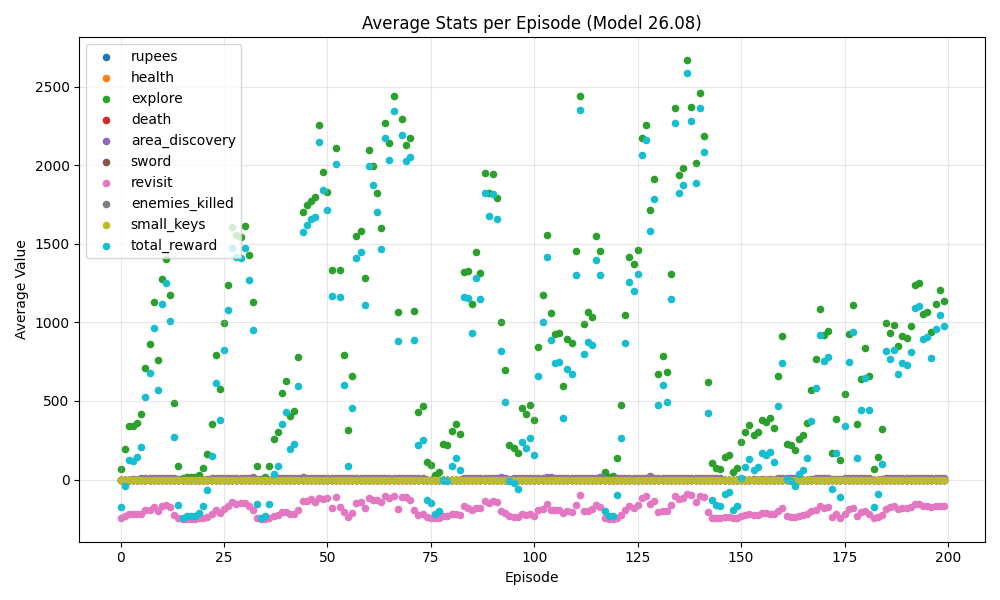 Average Stats per Episode (Model 26.08)
rupees
health
explore
death
area_discovery
sword
revisit
enemies_killed
small_keys
total_reward
Average Value
2500
2000
1500
1000
500
0
0 25 50 75 100 125 150 175 200
Episode